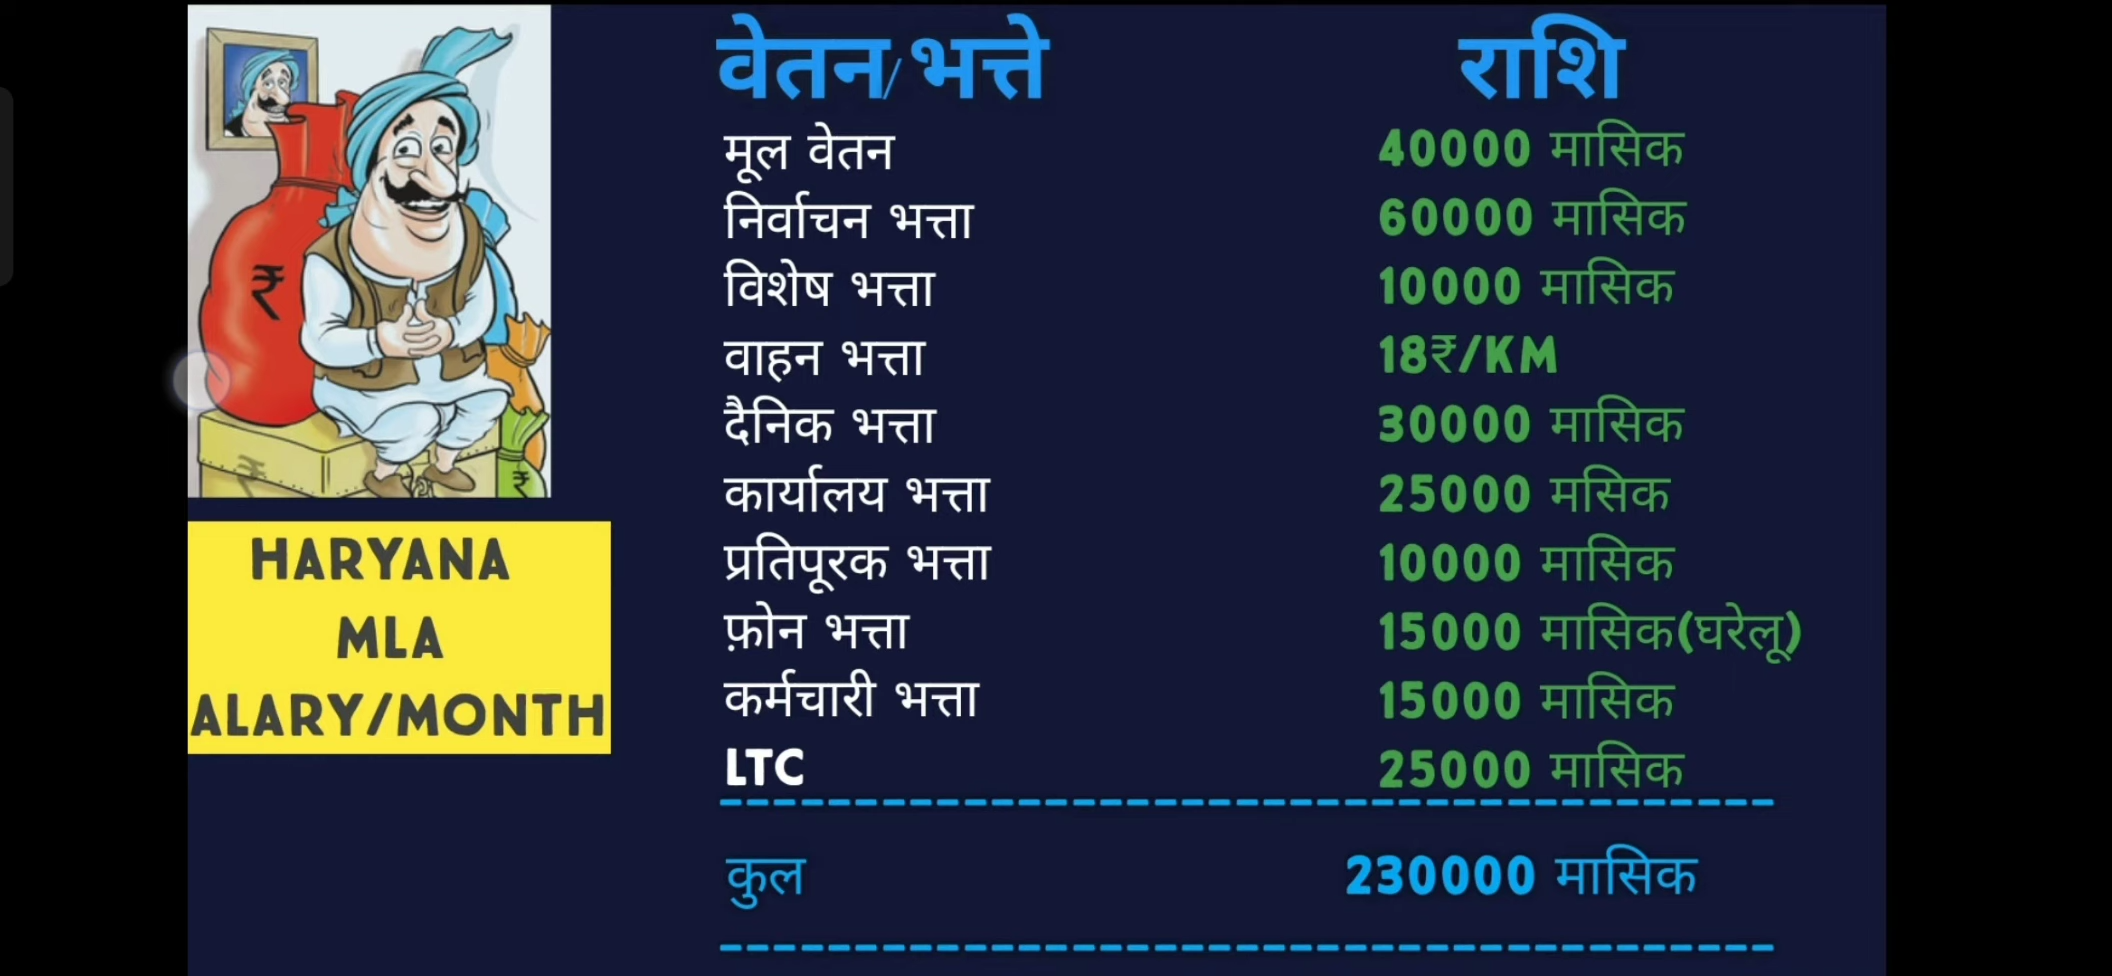 वेतन/भत्ते राशि
मूल वेतन 40000 मासिक
निर्वाचन भत्ता 60000 मासिक
विशेष भत्ता 10000 मासिक
वाहन भत्ता 18₹/KM
दैनिक भत्ता 30000 मासिक
कार्यालय भत्ता 25000 मसिक
प्रतिपूरक भत्ता 10000 मासिक
फ़ोन भत्ता 15000 मासिक(घरेलू)
कर्मचारी भत्ता 15000 मासिक
LTC 25000 मासिक
कुल 230000 मासिक
₹
₹
₹
HARYANA
MLA
ALARY/MONTH